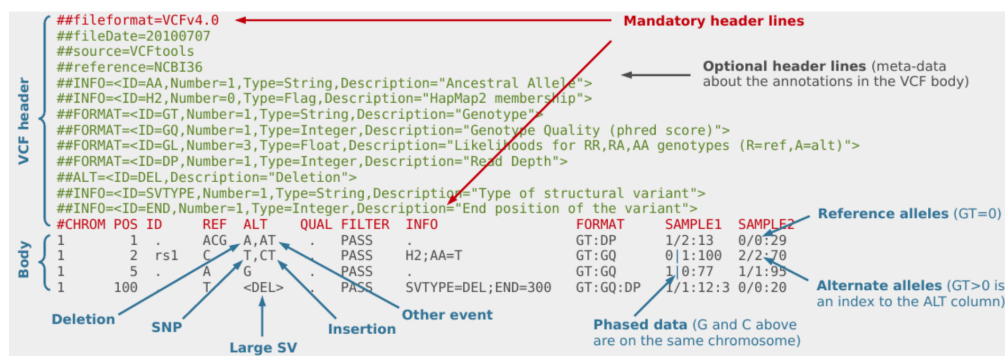 ##fileformat=VCFv4.0
Mandatory header lines
##fileDate=20100707
##source=VCFtools
##reference=NCBI36
##INFO=<ID=AA,Number=1,Type=String,Description="Ancestral Allele">
##INFO=<ID=H2,Number=0,Type=Flag,Description="HapMap2 membership">
##FORMAT=<ID=GT,Number=1,Type=String,Description="Genotype">
##FORMAT=<ID=GQ,Number=1,Type=Integer,Description="Genotype Quality (phred score)">
##FORMAT=<ID=GL,Number=3,Type=Float,Description="Likelihoods for RR,RA,AA genotypes (R=ref,A=alt)">
##FORMAT=<ID=DP,Number=1,Type=Integer,Description="Read Depth">
##ALT=<ID=DEL,Description="Deletion">
##INFO=<ID=SVTYPE,Number=1,Type=String,Description="Type of structural variant">
##INFO=<ID=END,Number=1,Type=Integer,Description="End position of the variant">
Optional header lines (meta-data
about the annotations in the VCF body)
VCF header
#CHROM POS ID REF ALT QUAL FILTER INFO FORMAT SAMPLE1 SAMPLE2
1 1 . ACG A,AT . PASS . GT:DP 1/2:13 0/0:29
1 2 rs1 C T,CT . PASS H2;AA=T GT:GQ 0|1:100 2/2:70
1 5 . A G . PASS . GT:GQ 1|0:77 1/1:95
1 100 T <DEL> . PASS SVTYPE=DEL;END=300 GT:GQ:DP 1/1:12:3 0/0:20
Body
Reference alleles (GT=0)
Alternate alleles (GT>0 is
an index to the ALT column)
Deletion
SNP
Large SV
Insertion
Other event
Phased data (G and C above
are on the same chromosome)